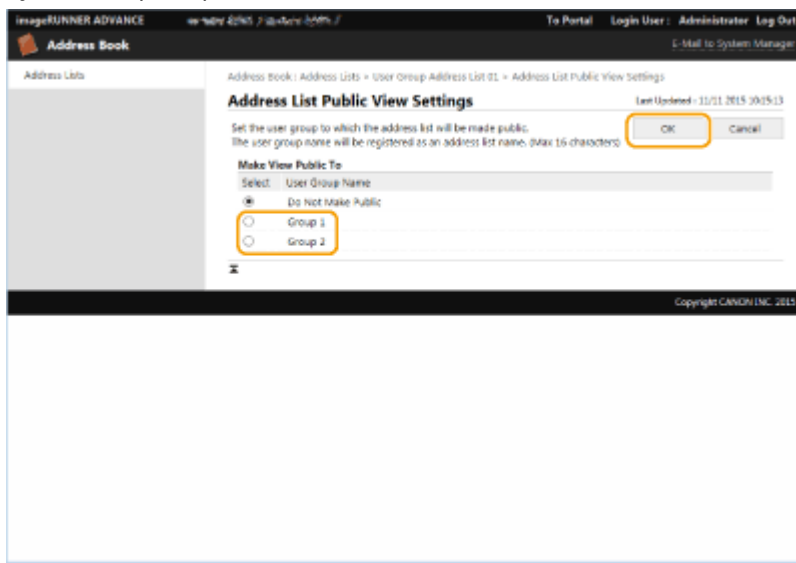 imageRUNNER ADVANCE To Portal Login User : Administrator Log Out
Address Book E-Mail to System Manager
Address Lists
Address Book : Address Lists > User Group Address List 01 > Address List Public View Settings
Address List Public View Settings Last Updated : 11/11 2015 10:15:13
Set the user group to which the address list will be made public. OK Cancel
The user group name will be registered as an address list name. (Max 16 characters)
Make View Public To
Select User Group Name
Do Not Make Public
Group 1
Group 2
Copyright CANON INC. 2015